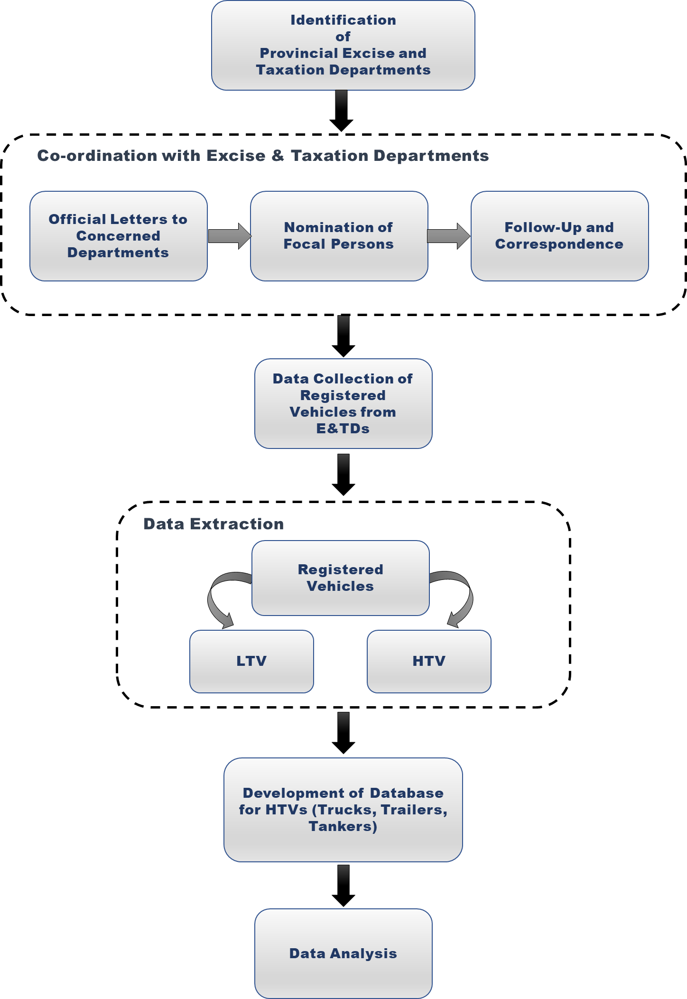 Identification
of
Provincial Excise and
Taxation Departments
Co-ordination with Excise & Taxation Departments
Official Letters to
Concerned
Departments
Nomination of
Focal Persons
Follow-Up and
Correspondence
Data Collection of
Registered
Vehicles from
E&TDs
Data Extraction
Registered
Vehicles
LTV
HTV
Development of Database
for HTVs (Trucks, Trailers,
Tankers)
Data Analysis